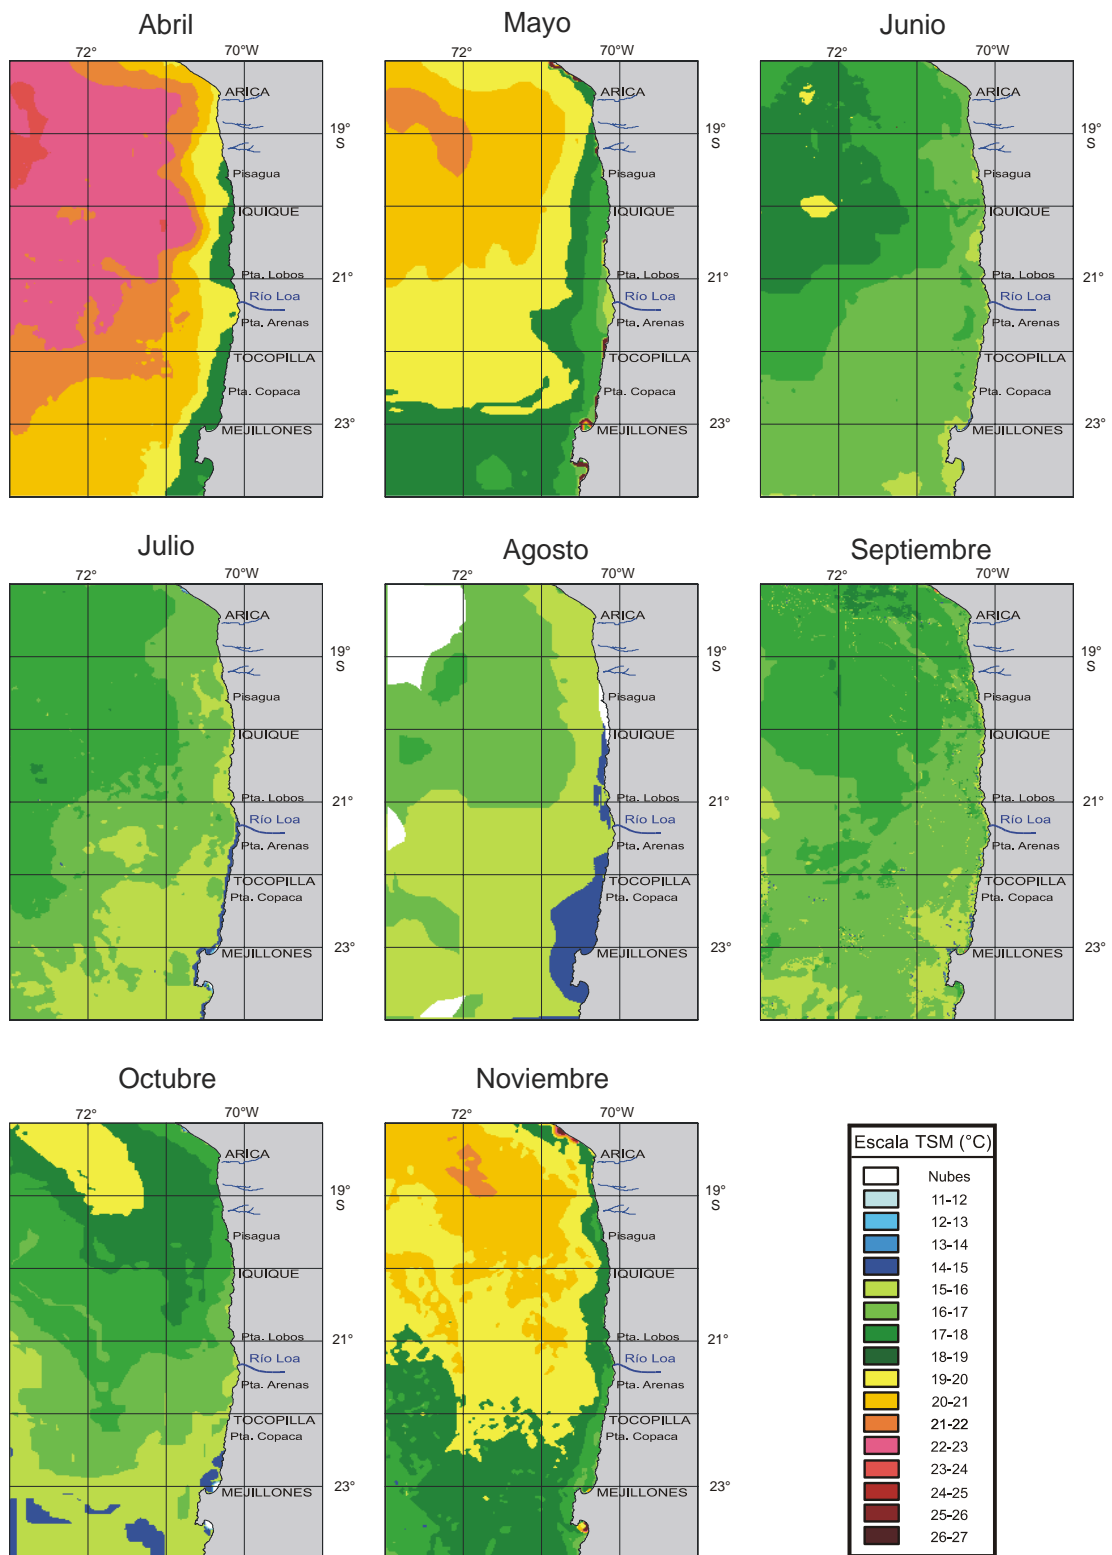 Abril
72°
70°W
ARICA
19°
S
Pisagua
IQUIQUE
Pta. Lobos
21°
Río Loa
Pta. Arenas
TOCOPILLA
Pta. Copaca
23°
MEJILLONES
Mayo
72°
70°W
ARICA
19°
S
Pisagua
IQUIQUE
Pta. Lobos
21°
Río Loa
Pta. Arenas
TOCOPILLA
Pta. Copaca
23°
MEJILLONES
Junio
72°
70°W
ARICA
19°
S
Pisagua
IQUIQUE
Pta. Lobos
21°
Río Loa
Pta. Arenas
TOCOPILLA
Pta. Copaca
23°
MEJILLONES
Julio
72°
70°W
ARICA
19°
S
Pisagua
IQUIQUE
Pta. Lobos
21°
Río Loa
Pta. Arenas
TOCOPILLA
Pta. Copaca
23°
MEJILLONES
Agosto
72°
70°W
ARICA
19°
S
Pisagua
IQUIQUE
Pta. Lobos
21°
Río Loa
Pta. Arenas
TOCOPILLA
Pta. Copaca
23°
MEJILLONES
Septiembre
72°
70°W
ARICA
19°
S
Pisagua
IQUIQUE
Pta. Lobos
21°
Río Loa
Pta. Arenas
TOCOPILLA
Pta. Copaca
23°
MEJILLONES
Octubre
72°
70°W
ARICA
19°
S
Pisagua
IQUIQUE
Pta. Lobos
21°
Río Loa
Pta. Arenas
TOCOPILLA
Pta. Copaca
23°
MEJILLONES
Noviembre
72°
70°W
ARICA
19°
S
Pisagua
IQUIQUE
Pta. Lobos
21°
Río Loa
Pta. Arenas
TOCOPILLA
Pta. Copaca
23°
MEJILLONES
Escala TSM (°C)
Nubes
11-12
12-13
13-14
14-15
15-16
16-17
17-18
18-19
19-20
20-21
21-22
22-23
23-24
24-25
25-26
26-27